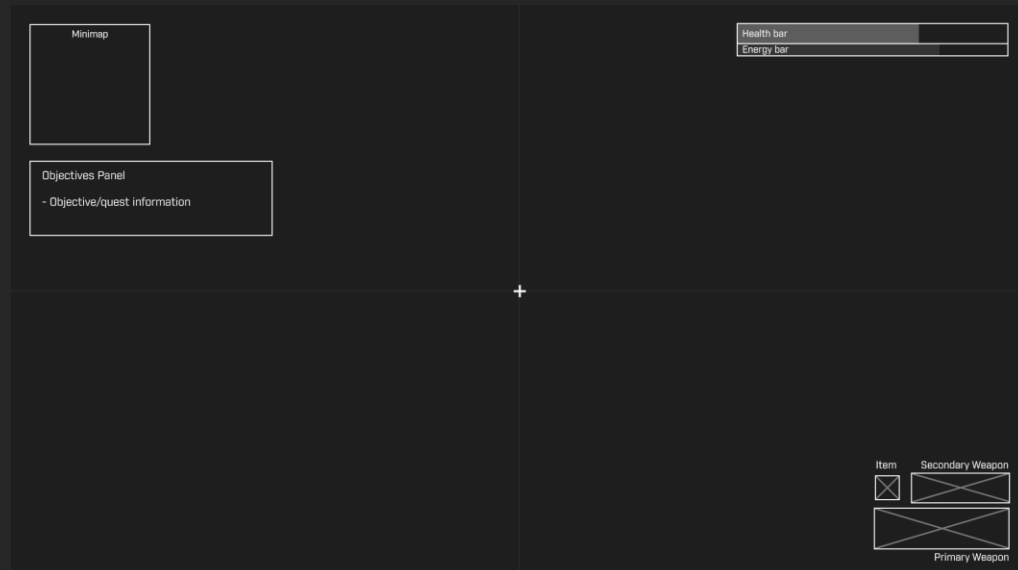 Minimap
Health bar
Energy bar
Objectives Panel
- Objective/quest information
Item
Secondary Weapon
Primary Weapon